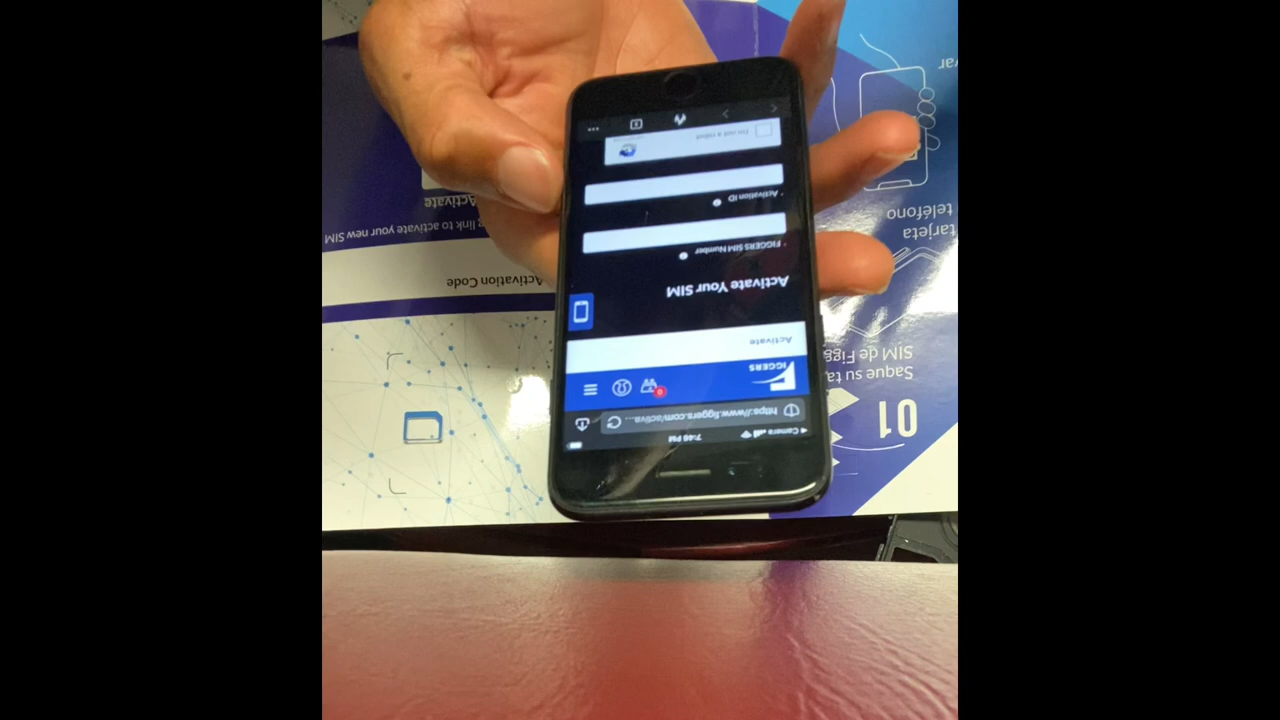 Camera
7:46 PM
https://www.figgers.com/activa...
FIGGERS
0
Activate
Activate Your SIM
* FIGGERS SIM Number
* Activation ID
I'm not a robot
01
Saque su
SIM de
tarjeta
teléfono
Activation Code
link to activate your new SIM